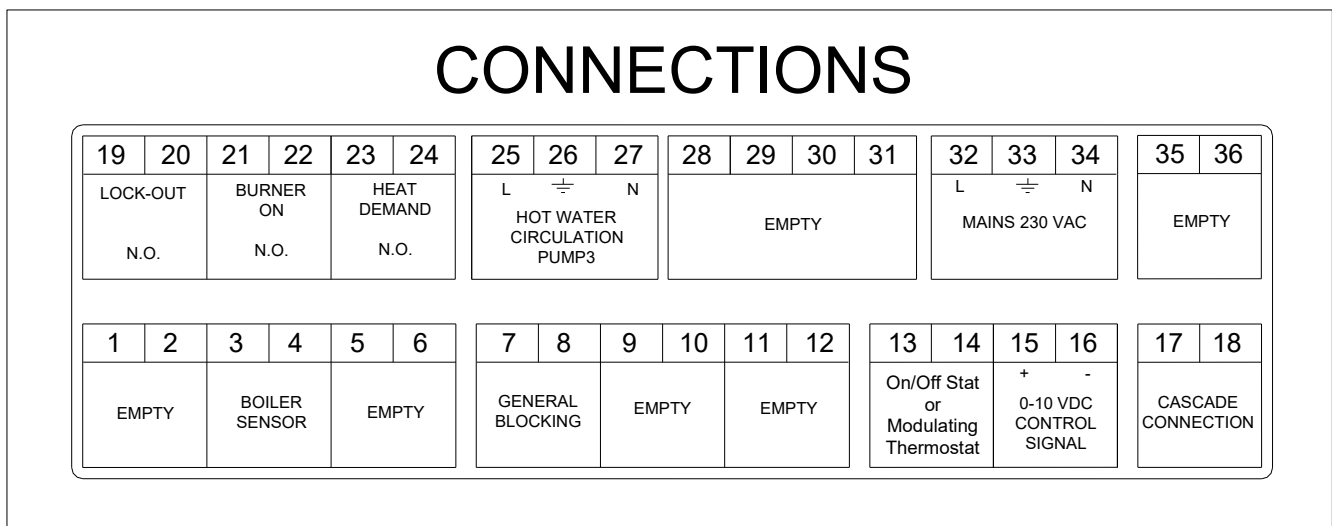 CONNECTIONS
19 20 21 22 23 24 25 26 27 28 29 30 31 32 33 34 35 36
LOCK-OUT
N.O.
BURNER
ON
N.O.
HEAT
DEMAND
N.O.
L ⏚ N
HOT WATER
CIRCULATION
PUMP3
EMPTY
L ⏚ N
MAINS 230 VAC
EMPTY
1 2 3 4 5 6 7 8 9 10 11 12 13 14 15 16 17 18
EMPTY
BOILER
SENSOR
EMPTY
GENERAL
BLOCKING
EMPTY
EMPTY
On/Off Stat
or
Modulating
Thermostat
+ -
0-10 VDC
CONTROL
SIGNAL
CASCADE
CONNECTION